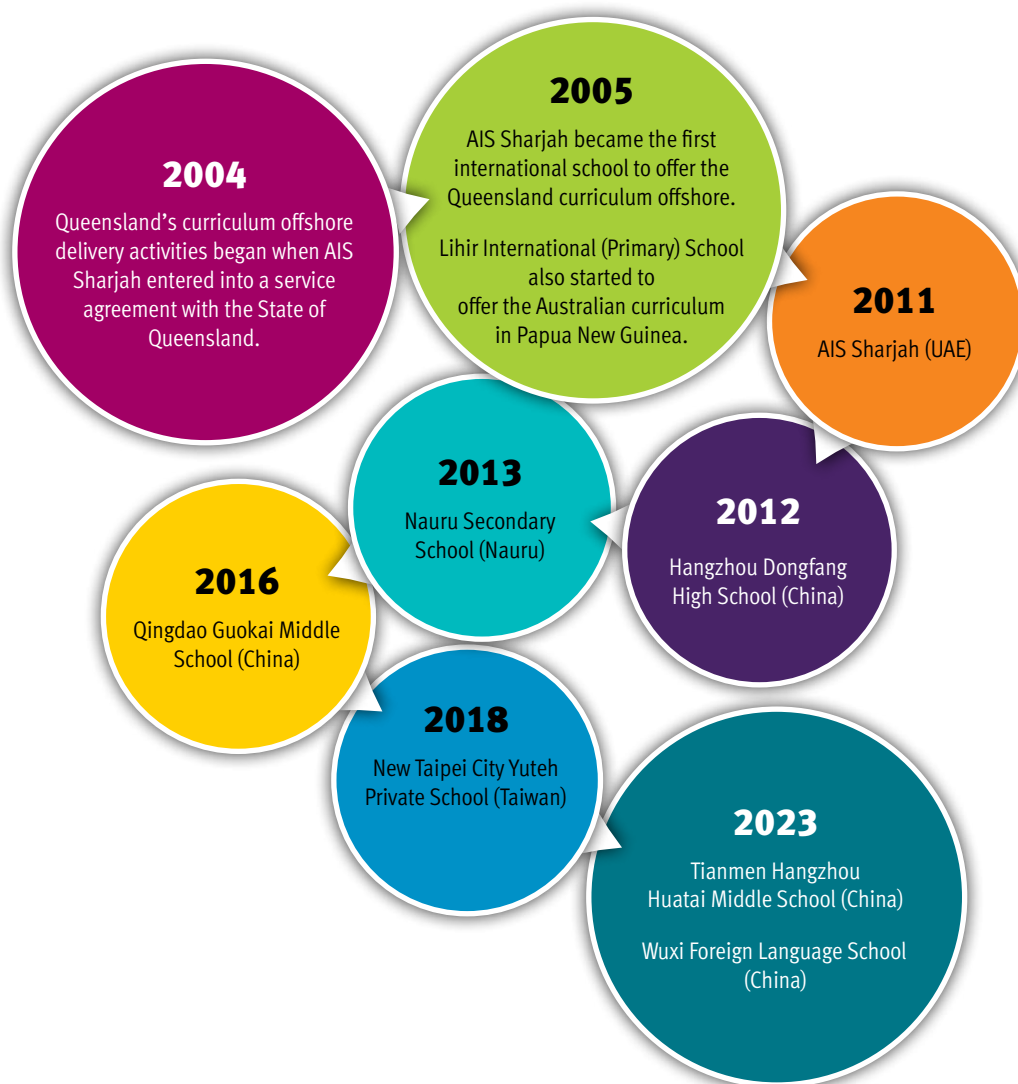 2004
Queensland’s curriculum offshore
delivery activities began when AIS
Sharjah entered into a service
agreement with the State of
Queensland.
2005
AIS Sharjah became the first
international school to offer the
Queensland curriculum offshore.
Lihir International (Primary) School
also started to
offer the Australian curriculum
in Papua New Guinea.
2011
AIS Sharjah (UAE)
2012
Hangzhou Dongfang
High School (China)
2013
Nauru Secondary
School (Nauru)
2016
Qingdao Guokai Middle
School (China)
2018
New Taipei City Yuteh
Private School (Taiwan)
2023
Tianmen Hangzhou
Huatai Middle School (China)
Wuxi Foreign Language School
(China)